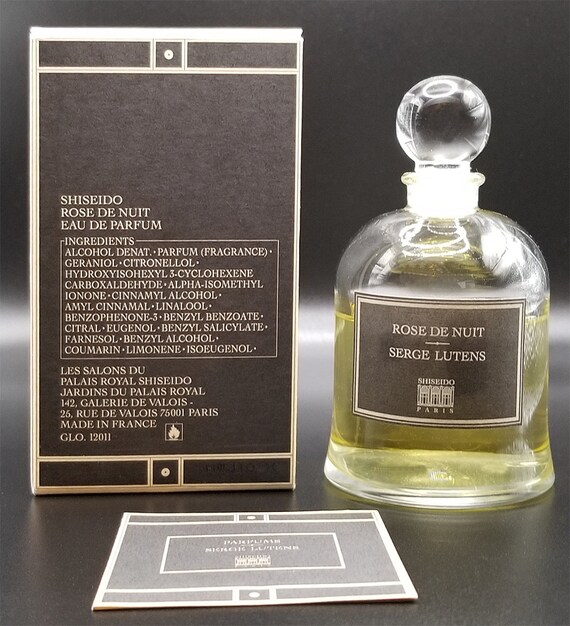 SHISEIDO
ROSE DE NUIT
EAU DE PARFUM
INGREDIENTS
ALCOHOL DENAT. • PARFUM (FRAGRANCE) •
GERANIOL • CITRONELLOL •
HYDROXYISOHEXYL 3-CYCLOHEXENE
CARBOXALDEHYDE • ALPHA-ISOMETHYL
IONONE • CINNAMYL ALCOHOL •
AMYL CINNAMAL • LINALOOL •
BENZOPHENONE-3 • BENZYL BENZOATE •
CITRAL • EUGENOL • BENZYL SALICYLATE •
FARNESOL • BENZYL ALCOHOL •
COUMARIN • LIMONENE • ISOEUGENOL •
LES SALONS DU
PALAIS ROYAL SHISEIDO
JARDINS DU PALAIS ROYAL
142, GALERIE DE VALOIS •
25, RUE DE VALOIS 75001 PARIS
MADE IN FRANCE
GLO. 12011
ROSE DE NUIT
SERGE LUTENS
SHISEIDO
PARIS
PARFUMS
SERGE LUTENS
SHISEIDO